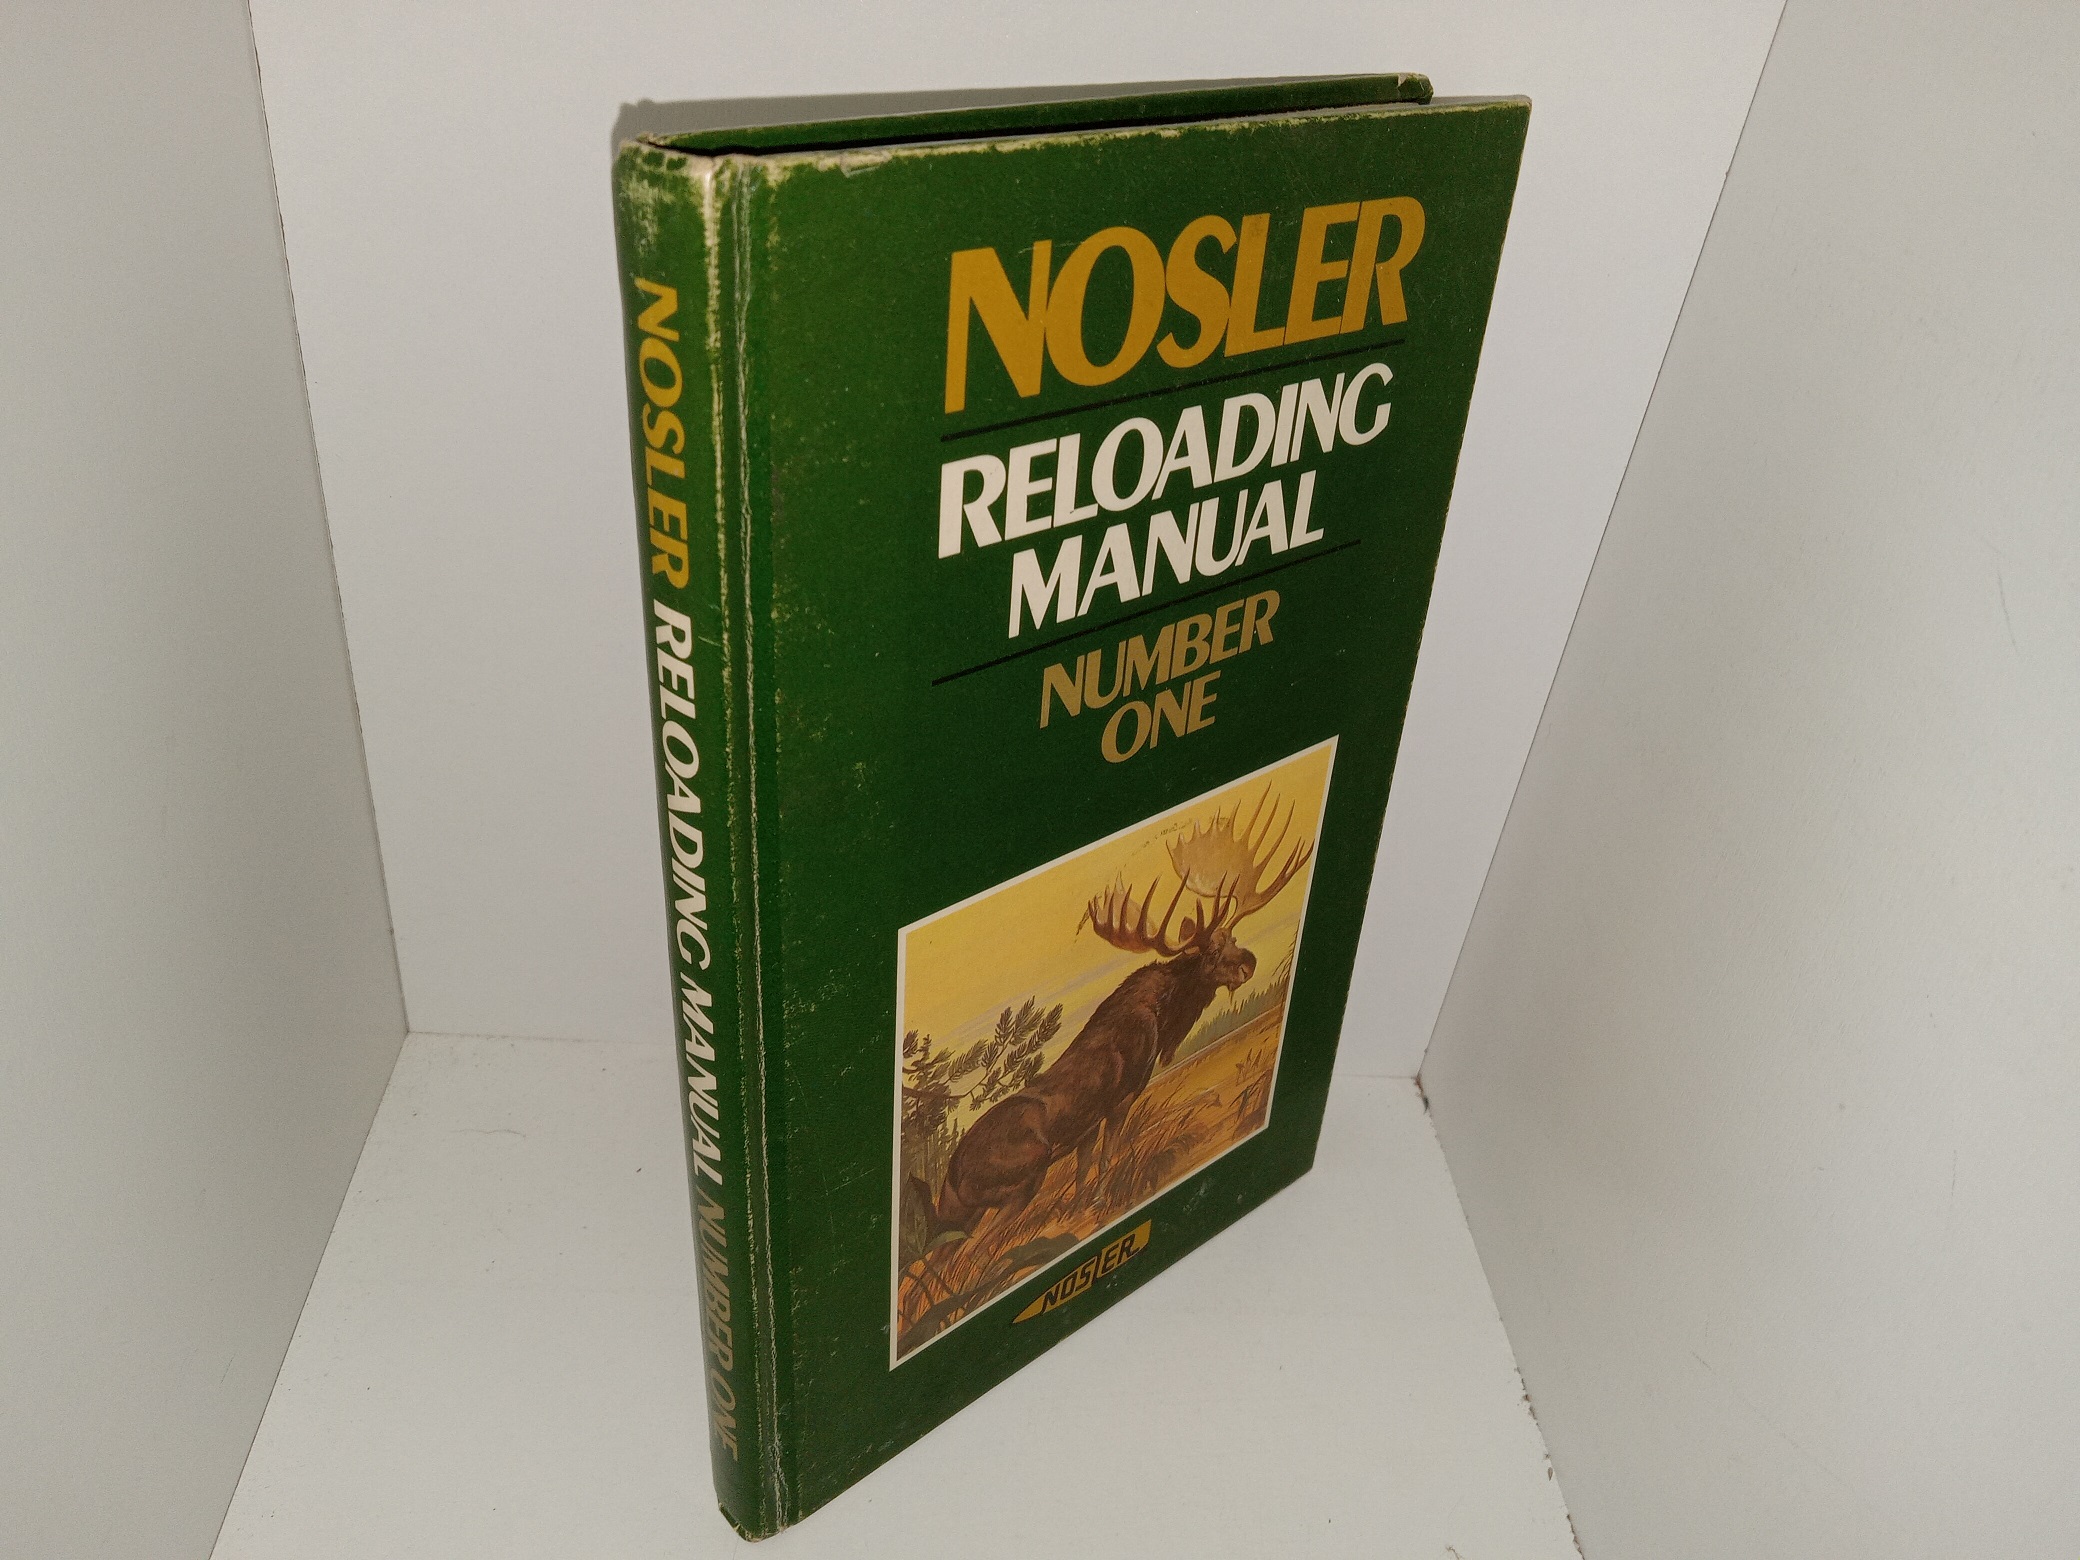 NOSLER RELOADING MANUAL NUMBER ONE
NOSLER
RELOADING
MANUAL
NUMBER
ONE
NOSLER